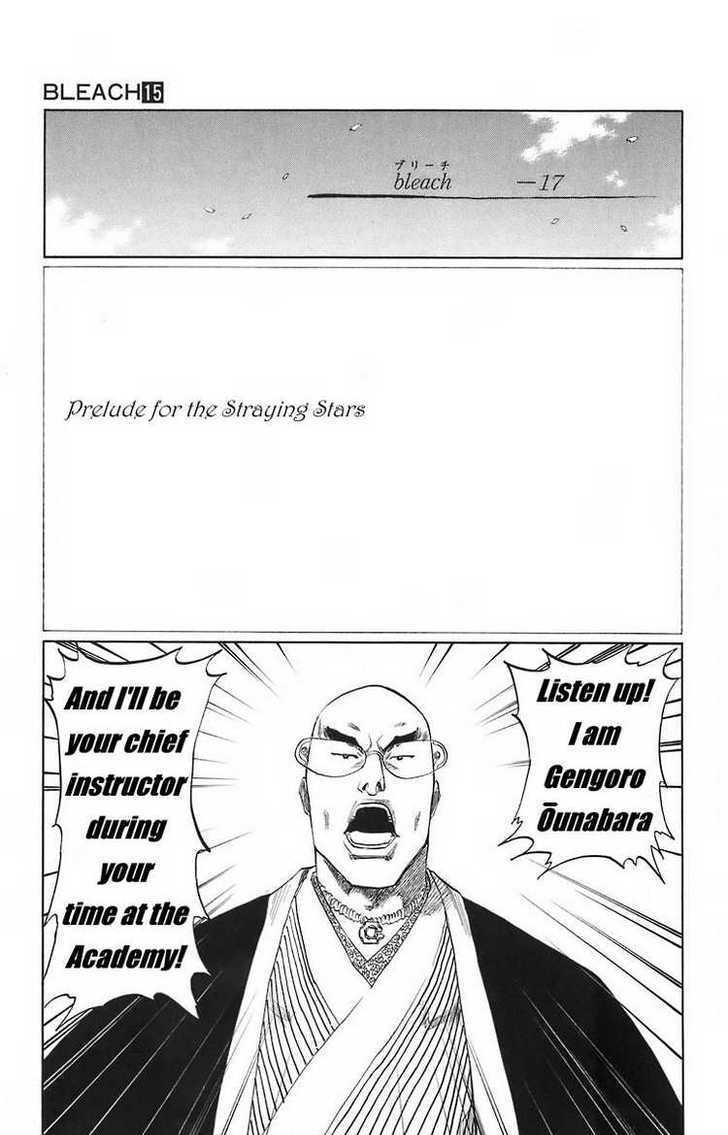 BLEACH15
ブリーチ
bleach —17
Prelude for the Straying Stars
Listen up!
I am
Gengoro
Ōunabara
And I'll be
your chief
instructor
during
your
time at the
Academy!
G